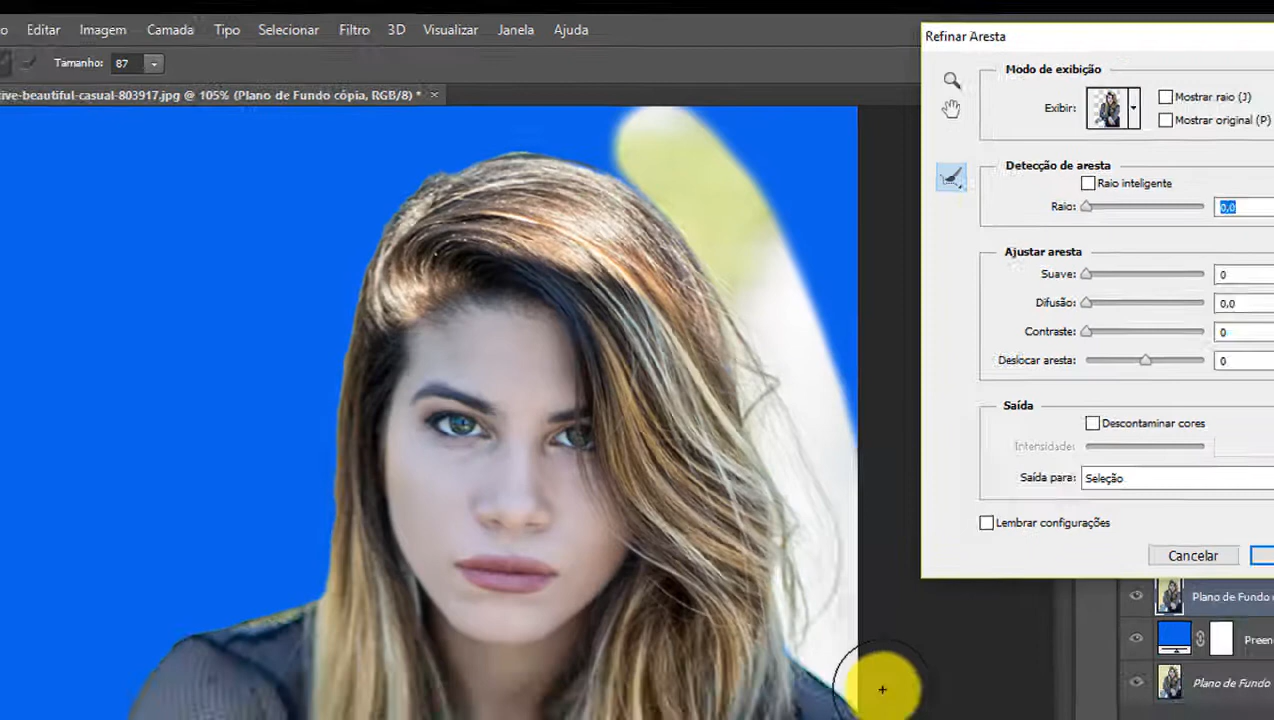 o Editar Imagem Camada Tipo Selecionar Filtro 3D Visualizar Janela Ajuda
Tamanho: 87
ive-beautiful-casual-803917.jpg @ 105% (Plano de Fundo cópia, RGB/8) * ×
Refinar Aresta
Modo de exibição
Exibir:
Mostrar raio (J)
Mostrar original (P)
Detecção de aresta
Raio inteligente
Raio: 0,0
Ajustar aresta
Suave: 0
Difusão: 0,0
Contraste: 0
Deslocar aresta: 0
Saída
Descontaminar cores
Intensidade:
Saída para: Seleção
Lembrar configurações
Cancelar
Plano de Fundo
Preen
Plano de Fundo